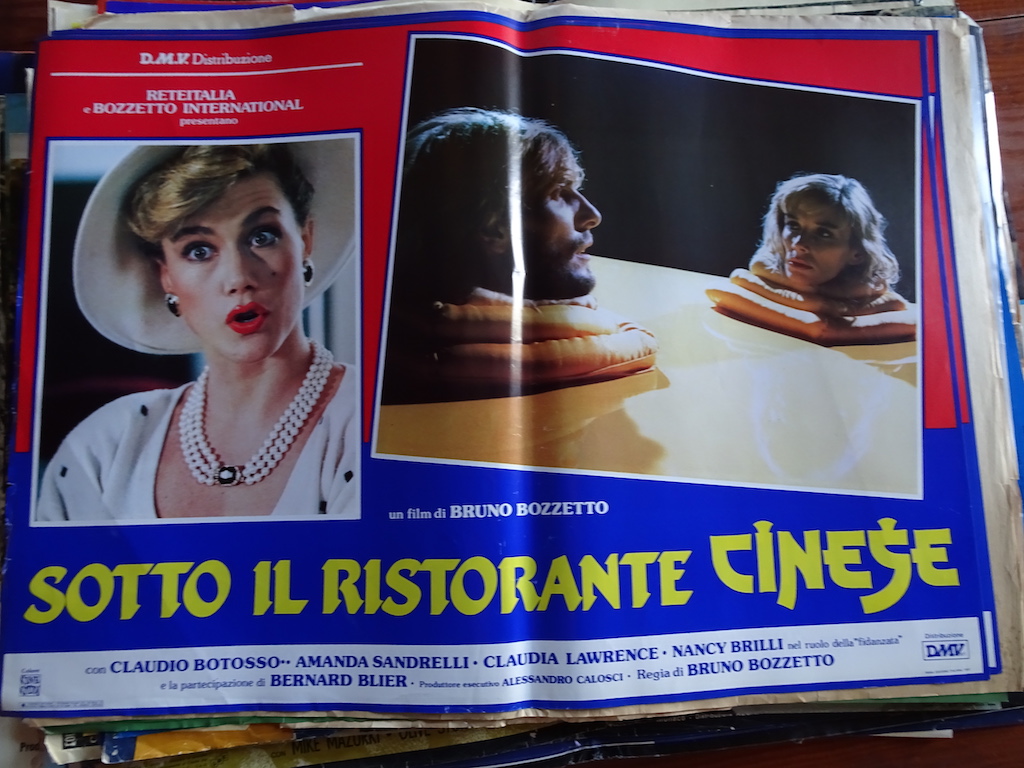 D.M.V. Distribuzione
RETEITALIA
e BOZZETTO INTERNATIONAL
presentano
un film di BRUNO BOZZETTO
SOTTO IL RISTORANTE CINESE
con CLAUDIO BOTOSSO·· AMANDA SANDRELLI · CLAUDIA LAWRENCE · NANCY BRILLI nel ruolo della "fidanzata"
e la partecipazione di BERNARD BLIER · Produttore esecutivo ALESSANDRO CALOSCI · Regia di BRUNO BOZZETTO
Distribuzione
D.M.V.
MIKE MAZURKI